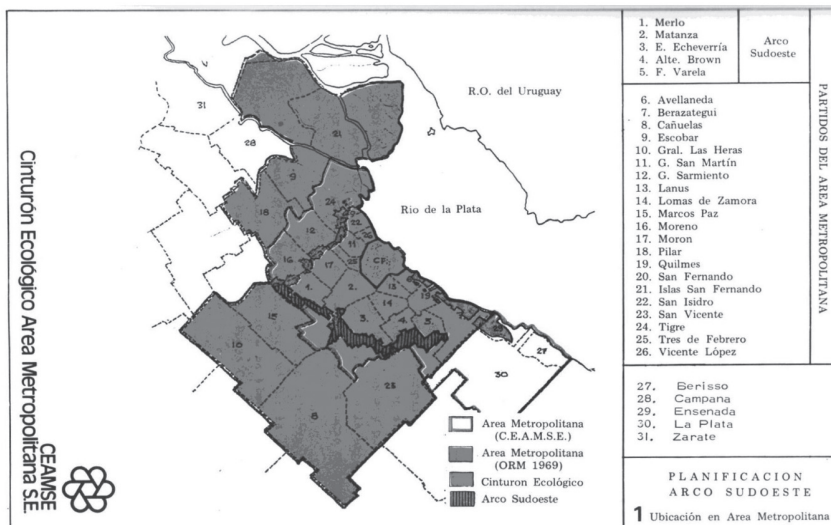 Cinturón Ecológico Area Metropolitana
CEAMSE
Area Metropolitana S.E.
R.O. del Uruguay
Rio de la Plata
31
28
21
9
18
24
12
22
11
16
17
25
C.F.
1.
2.
13
14
19
3.
4.
5.
15
10
8
23
29
27
30
Area Metropolitana
(C.E.A.M.S.E.)
Area Metropolitana
(ORM 1969)
Cinturon Ecológico
Arco Sudoeste
1. Merlo
2. Matanza
3. E. Echeverría
4. Alte. Brown
5. F. Varela
Arco
Sudoeste
6. Avellaneda
7. Berazategui
8. Cañuelas
9. Escobar
10. Gral. Las Heras
11. G. San Martín
12. G. Sarmiento
13. Lanus
14. Lomas de Zamora
15. Marcos Paz
16. Moreno
17. Moron
18. Pilar
19. Quilmes
20. San Fernando
21. Islas San Fernando
22. San Isidro
23. San Vicente
24. Tigre
25. Tres de Febrero
26. Vicente López
PARTIDOS DEL AREA METROPOLITANA
27. Berisso
28. Campana
29. Ensenada
30. La Plata
31. Zarate
PLANIFICACION
ARCO SUDOESTE
1 Ubicación en Area Metropolitana